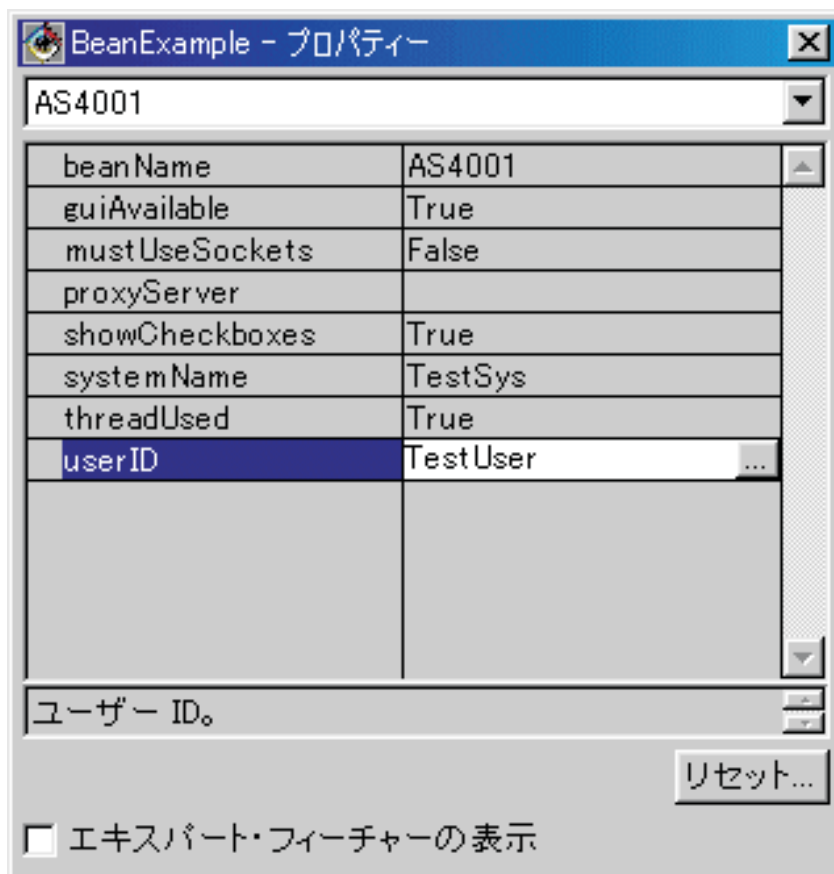 BeanExample - プロパティー
AS4001
beanName AS4001
guiAvailable True
mustUseSockets False
proxyServer
showCheckboxes True
systemName TestSys
threadUsed True
userID TestUser ...
ユーザー ID。
リセット...
エキスパート・フィーチャーの表示